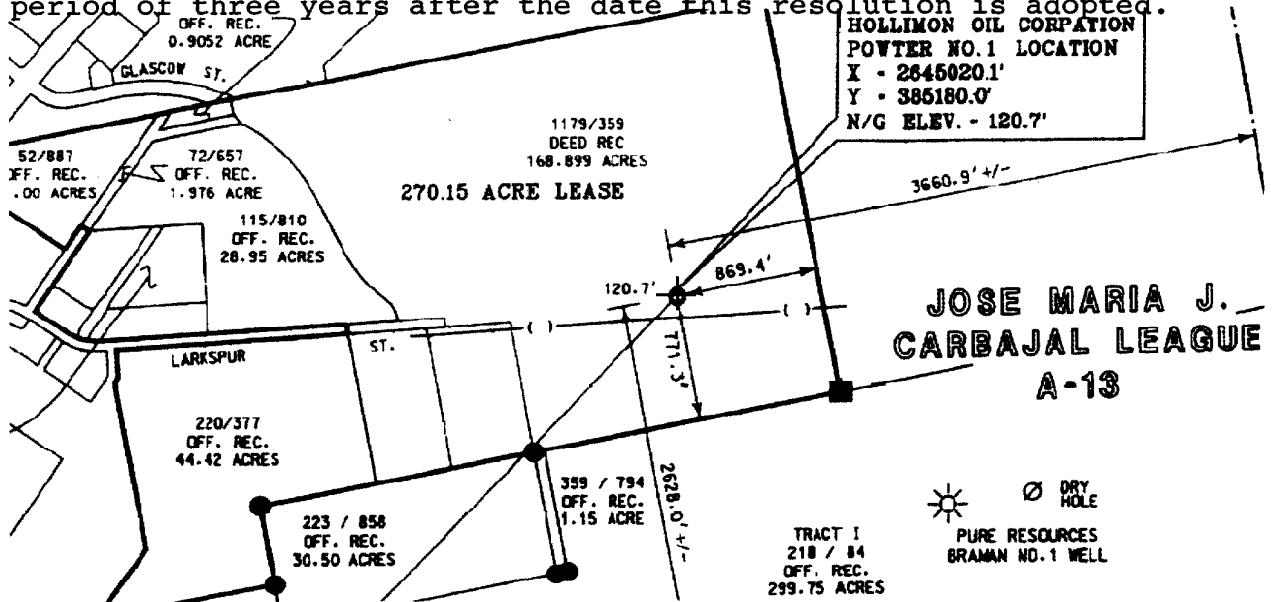 period of three years after the date this resolution is adopted.
OFF. REC.
0.9052 ACRE
GLASCOW ST.
HOLLIMON OIL CORPATION
POWTER NO.1 LOCATION
X - 2645020.1'
Y - 385180.0'
N/G ELEV. - 120.7'
1179/359
DEED REC
168.899 ACRES
270.15 ACRE LEASE
52/887
OFF. REC.
.00 ACRES
72/657
OFF. REC.
1.976 ACRE
115/810
OFF. REC.
28.95 ACRES
3660.9' +/-
869.4'
120.7'
771.3'
JOSE MARIA J.
CARBAJAL LEAGUE
A-13
LARKSPUR ST.
220/377
OFF. REC.
44.42 ACRES
359 / 794
OFF. REC.
1.15 ACRE
2628.0' +/-
223 / 858
OFF. REC.
30.50 ACRES
TRACT I
218 / 84
OFF. REC.
299.75 ACRES
DRY
HOLE
PURE RESOURCES
BRAMAN NO.1 WELL